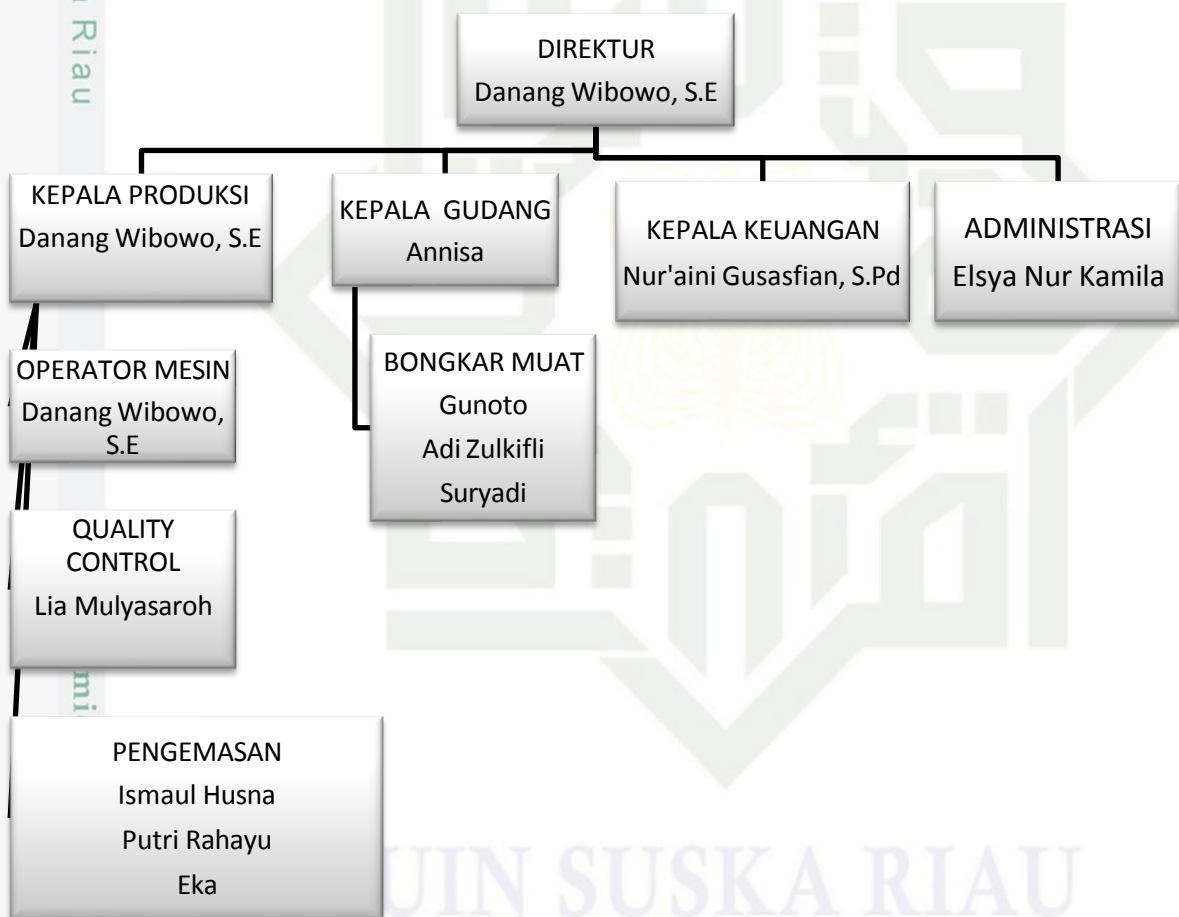 Riau
DIREKTUR
Danang Wibowo, S.E
KEPALA PRODUKSI
Danang Wibowo, S.E
KEPALA GUDANG
Annisa
KEPALA KEUANGAN
Nur'aini Gusasfian, S.Pd
ADMINISTRASI
Elsya Nur Kamila
OPERATOR MESIN
Danang Wibowo,
S.E
BONGKAR MUAT
Gunoto
Adi Zulkifli
Suryadi
QUALITY
CONTROL
Lia Mulyasaroh
PENGEMASAN
Ismaul Husna
Putri Rahayu
Eka
UIN SUSKA RIAU